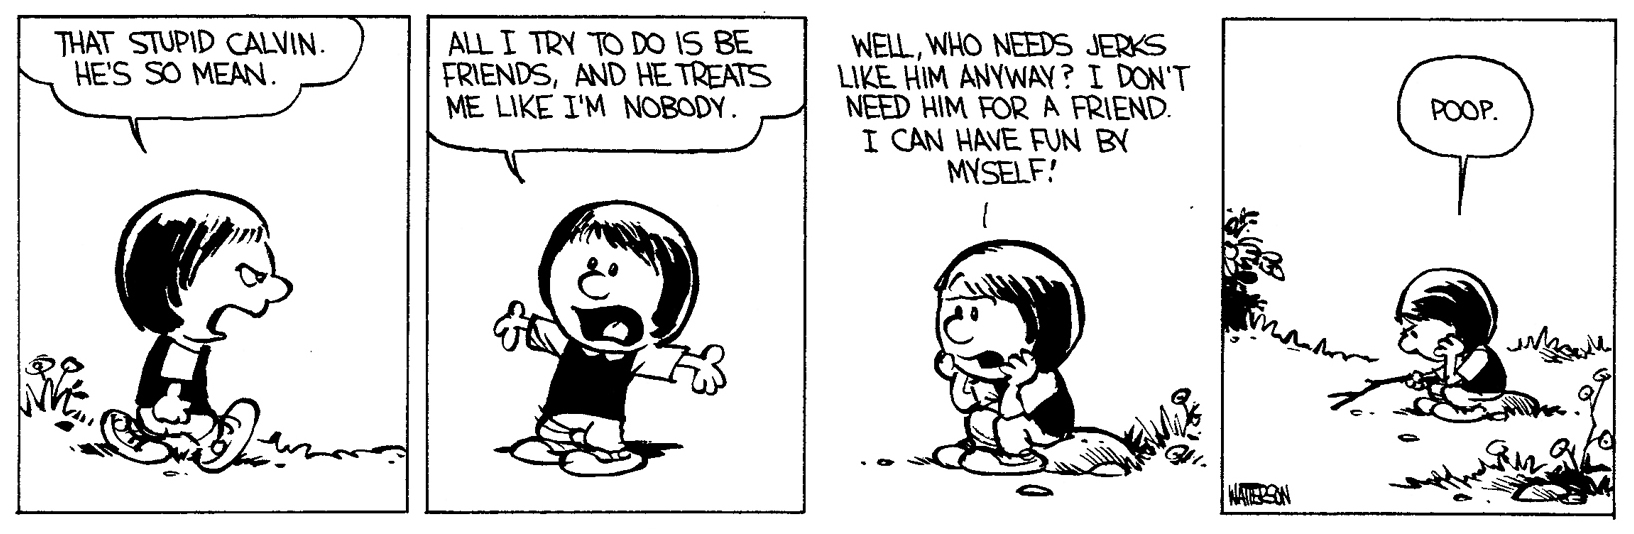 THAT STUPID CALVIN.
HE'S SO MEAN.
ALL I TRY TO DO IS BE
FRIENDS, AND HE TREATS
ME LIKE I'M NOBODY.
WELL, WHO NEEDS JERKS
LIKE HIM ANYWAY? I DON'T
NEED HIM FOR A FRIEND.
I CAN HAVE FUN BY
MYSELF!
POOP.
WATTERSON